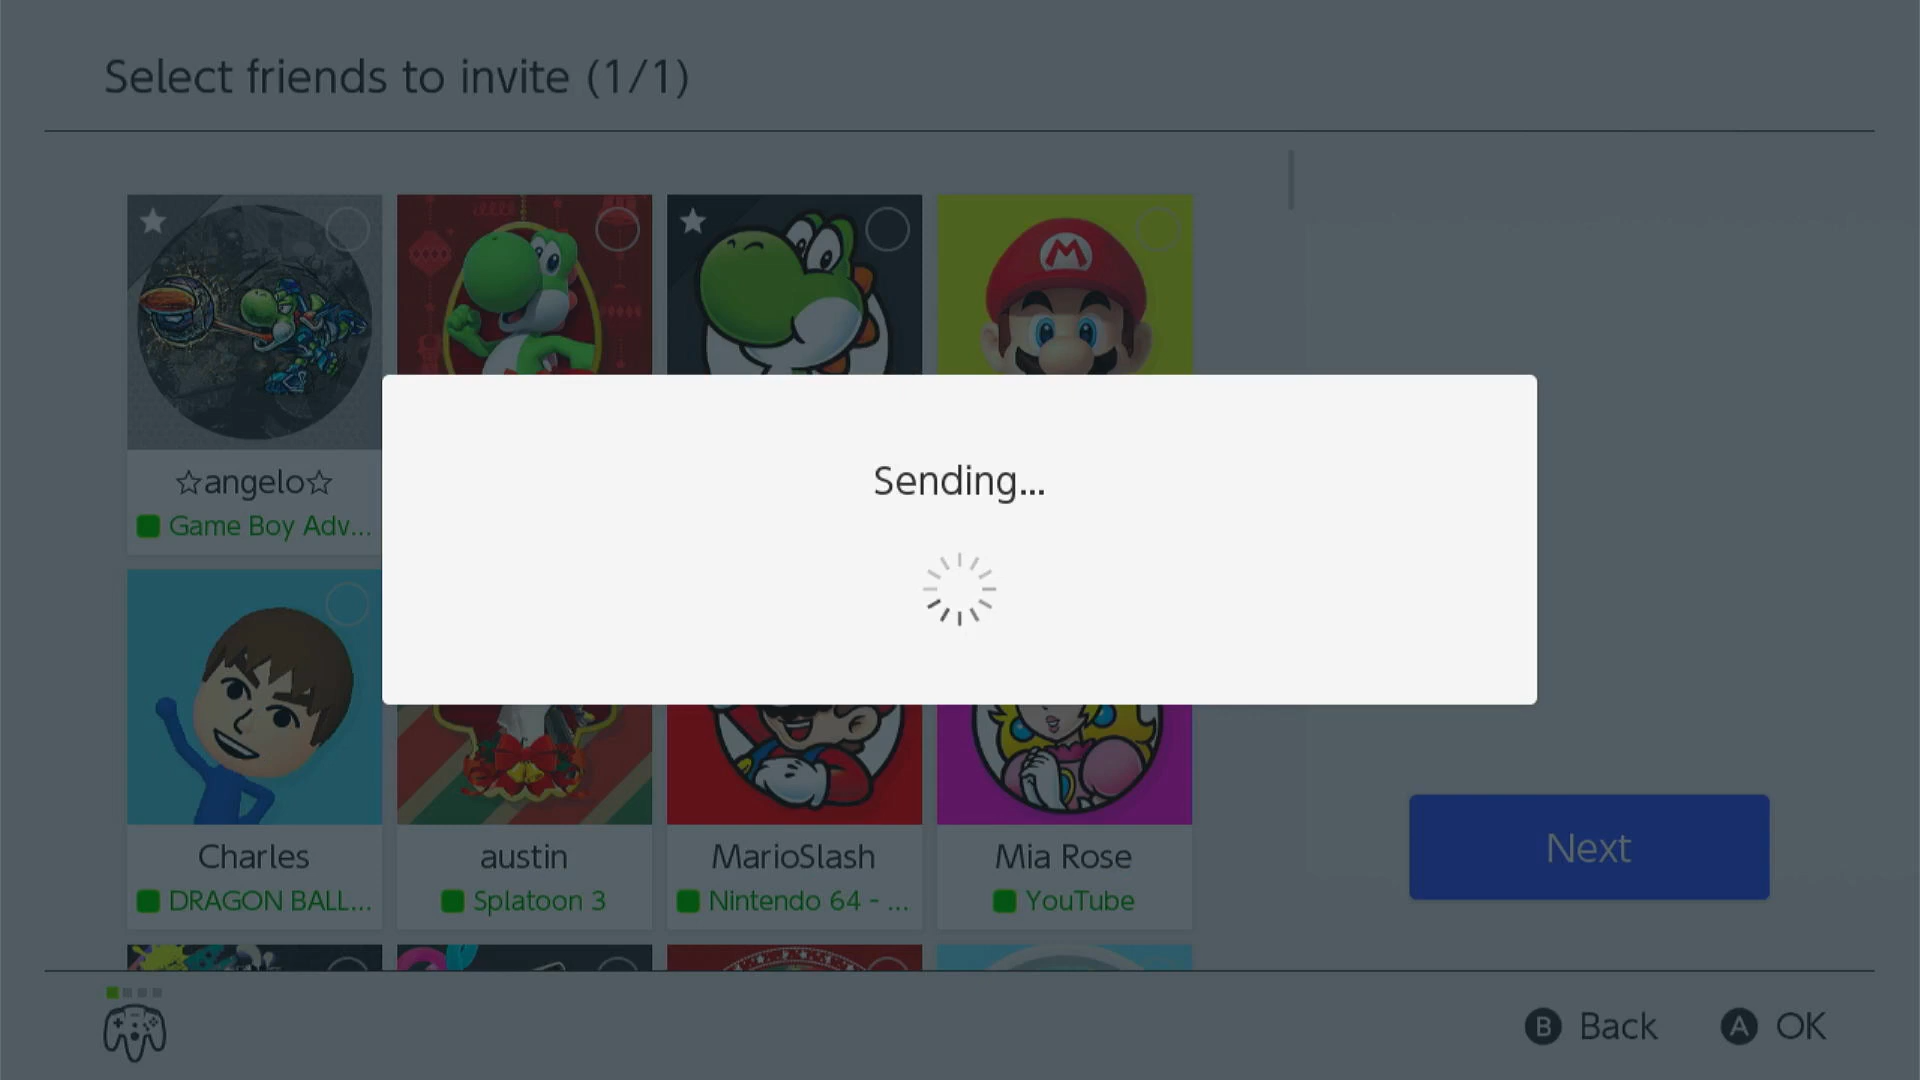 Select friends to invite (1/1)
☆angelo☆
Game Boy Adv...
Sending...
Charles
austin
MarioSlash
Mia Rose
DRAGON BALL...
Splatoon 3
Nintendo 64 - ...
YouTube
Next
B Back
A OK